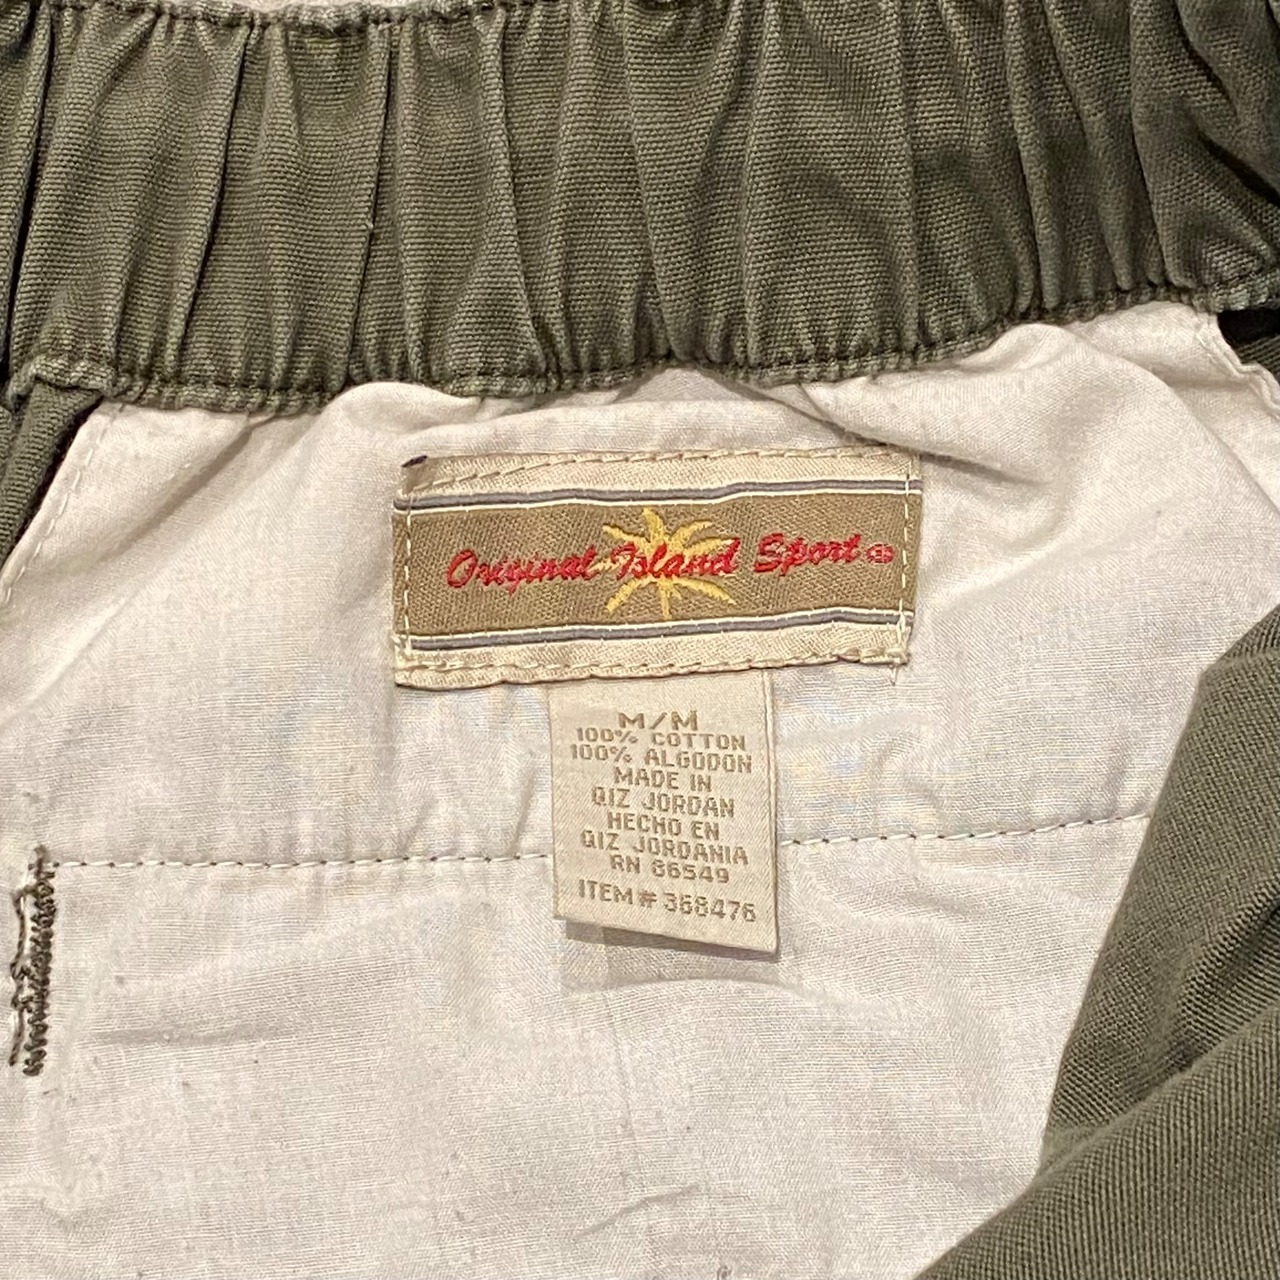 Original Island Sport
M/M
100% COTTON
100% ALGODON
MADE IN
QIZ JORDAN
HECHO EN
QIZ JORDANIA
RN 86549
ITEM# 368476